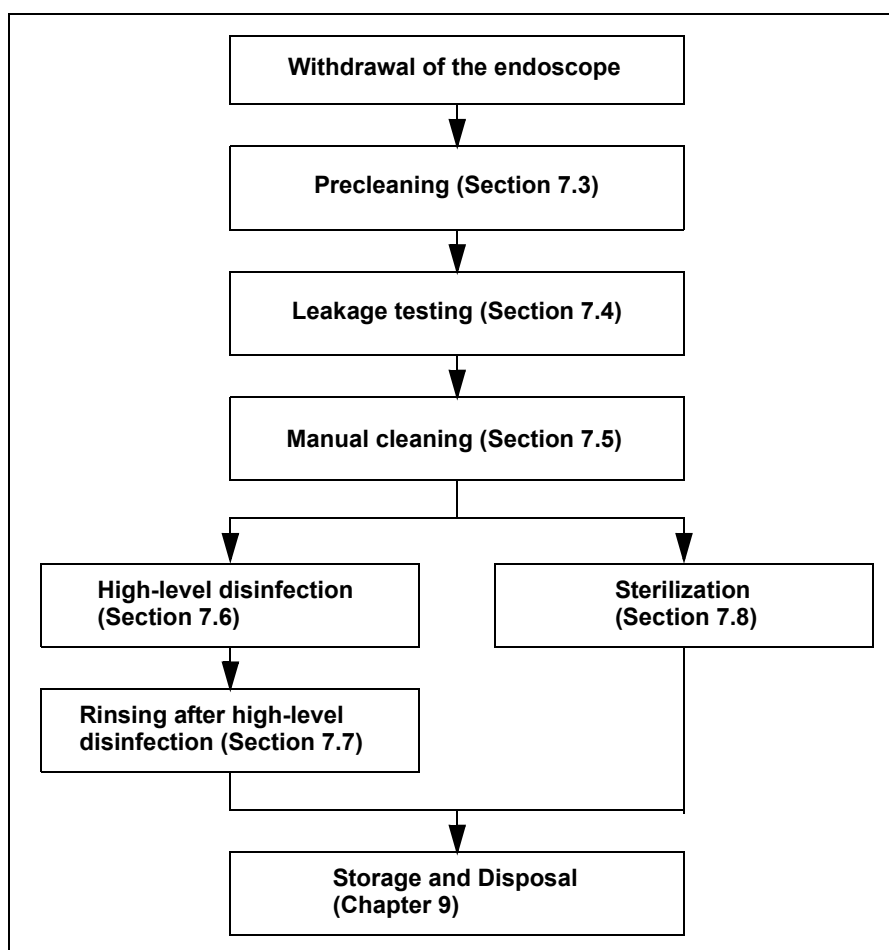 Withdrawal of the endoscope
Precleaning (Section 7.3)
Leakage testing (Section 7.4)
Manual cleaning (Section 7.5)
High-level disinfection
(Section 7.6)
Sterilization
(Section 7.8)
Rinsing after high-level
disinfection (Section 7.7)
Storage and Disposal
(Chapter 9)